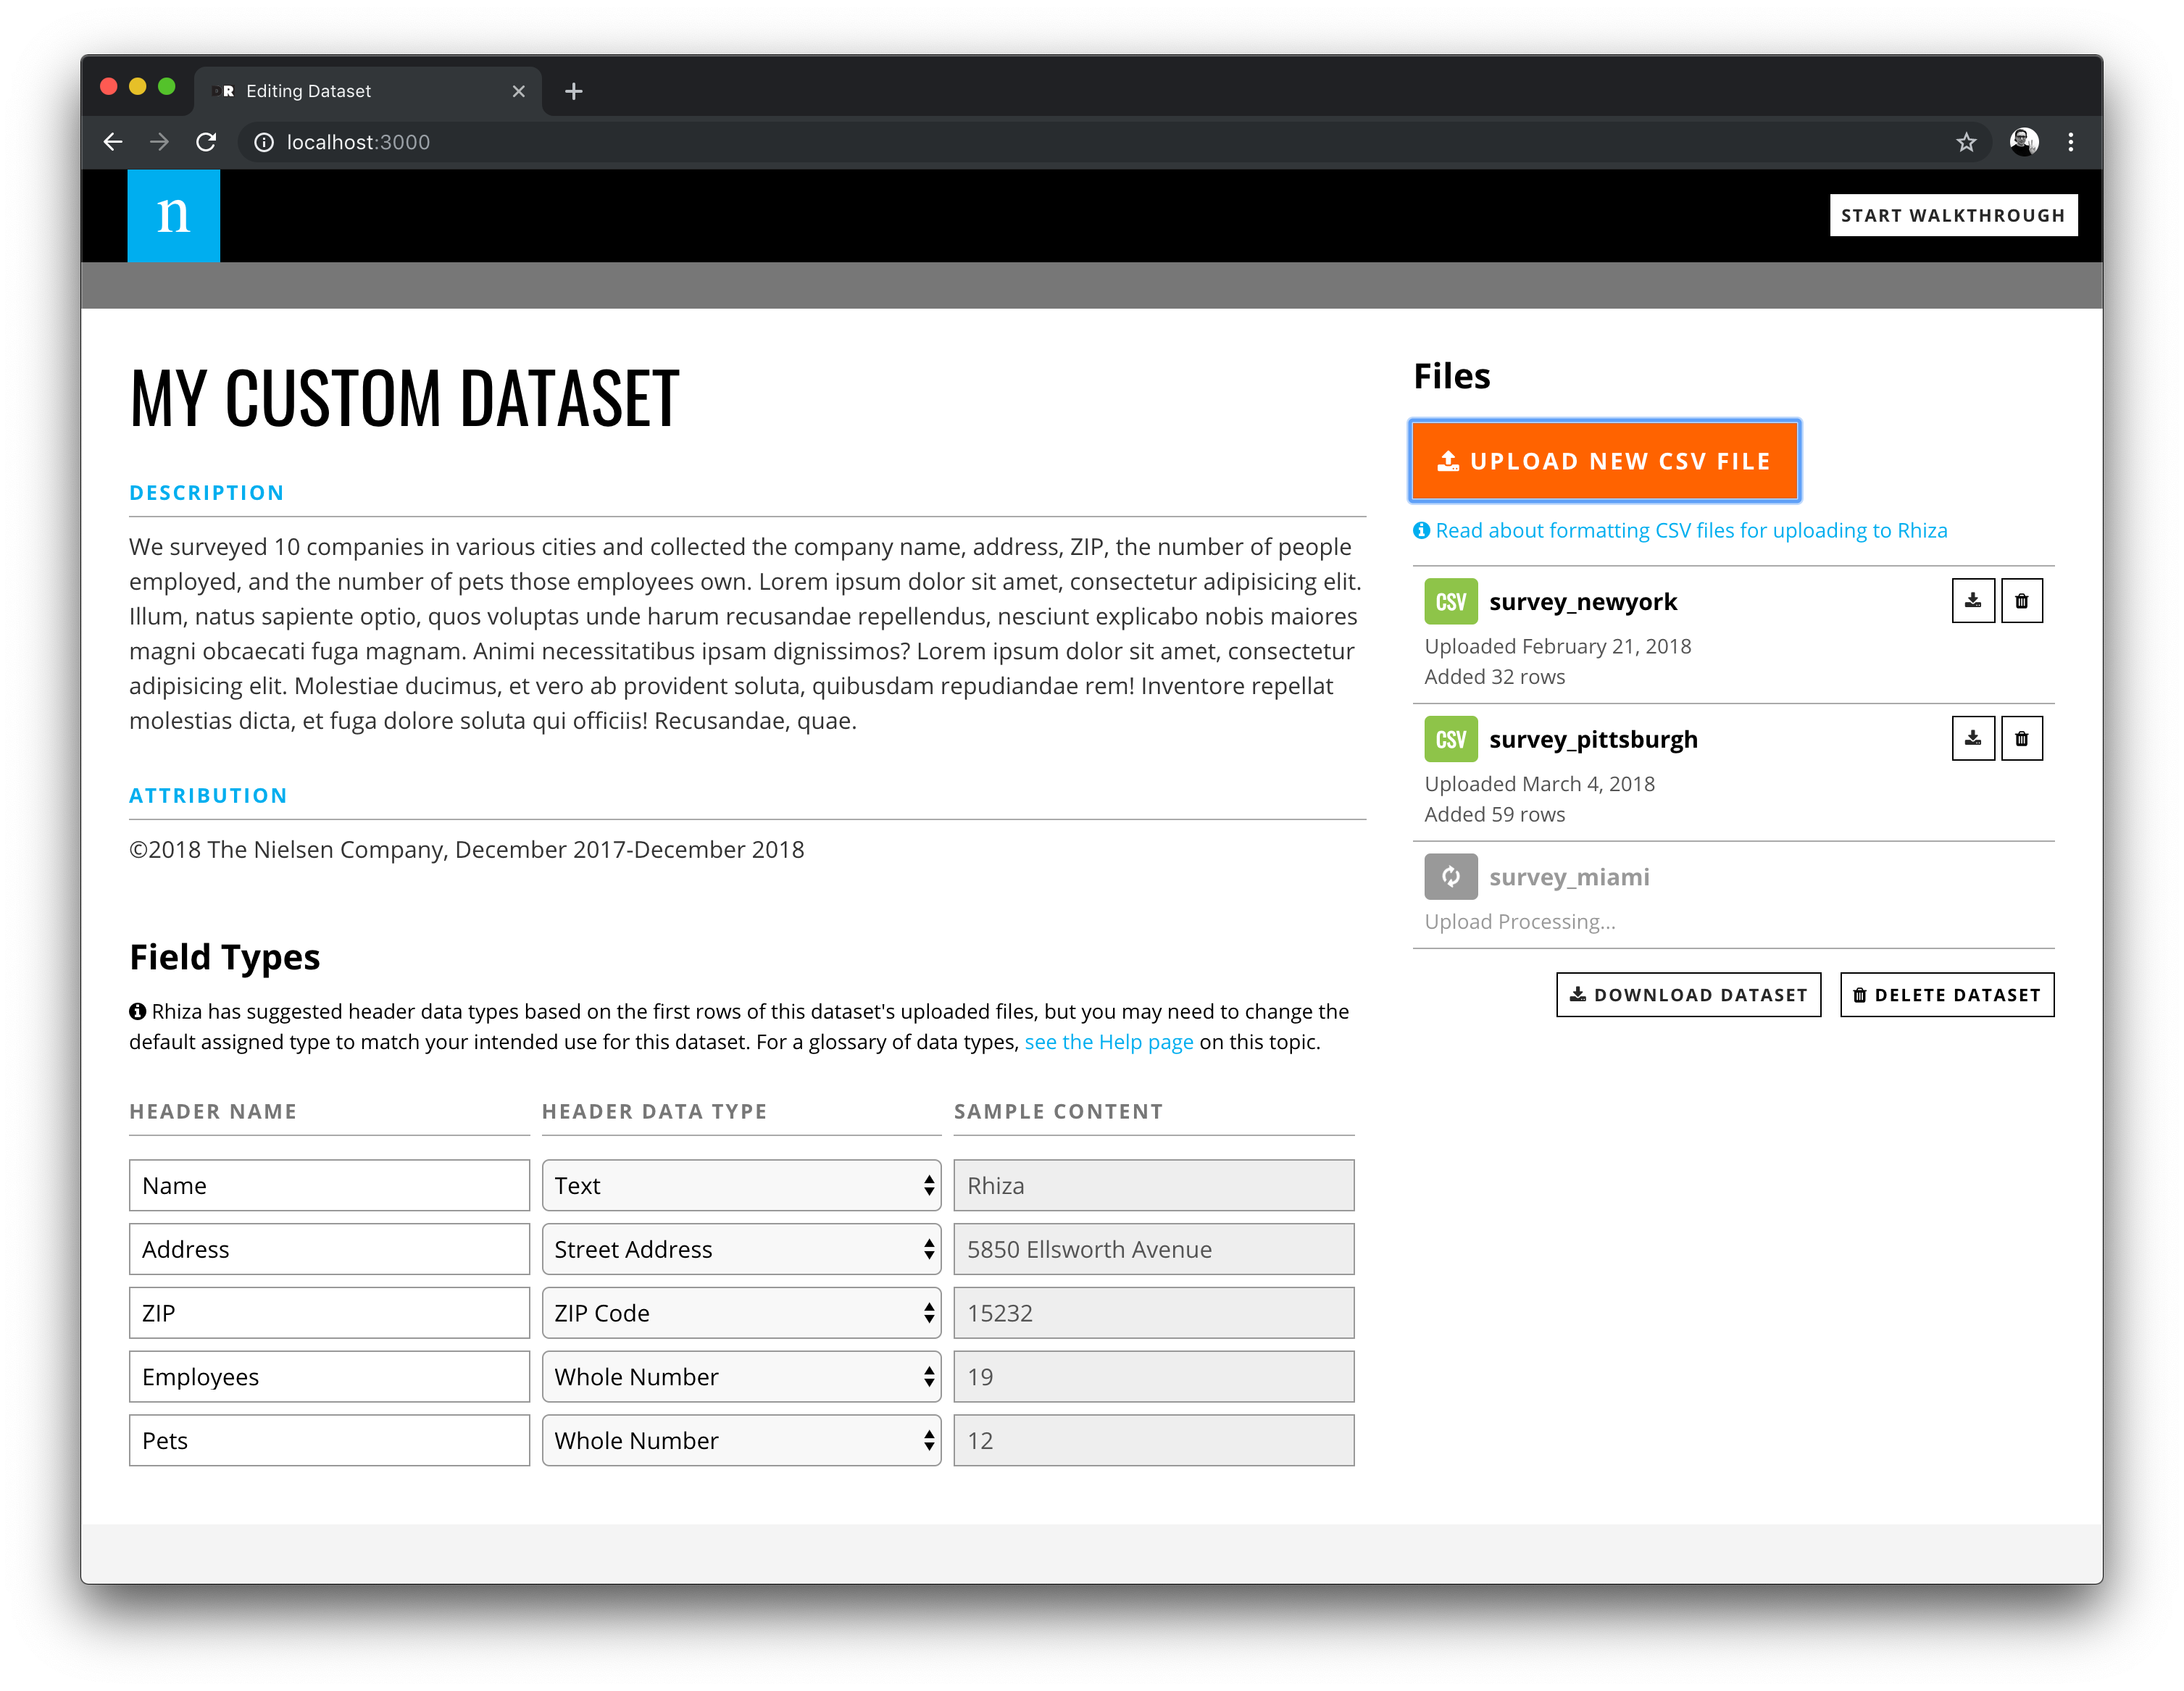 DR Editing Dataset
localhost:3000
n
START WALKTHROUGH
MY CUSTOM DATASET
DESCRIPTION
We surveyed 10 companies in various cities and collected the company name, address, ZIP, the number of people
employed, and the number of pets those employees own. Lorem ipsum dolor sit amet, consectetur adipisicing elit.
Illum, natus sapiente optio, quos voluptas unde harum recusandae repellendus, nesciunt explicabo nobis maiores
magni obcaecati fuga magnam. Animi necessitatibus ipsam dignissimos? Lorem ipsum dolor sit amet, consectetur
adipisicing elit. Molestiae ducimus, et vero ab provident soluta, quibusdam repudiandae rem! Inventore repellat
molestias dicta, et fuga dolore soluta qui officiis! Recusandae, quae.
ATTRIBUTION
©2018 The Nielsen Company, December 2017-December 2018
Field Types
Rhiza has suggested header data types based on the first rows of this dataset's uploaded files, but you may need to change the
default assigned type to match your intended use for this dataset. For a glossary of data types, see the Help page on this topic.
HEADER NAME HEADER DATA TYPE SAMPLE CONTENT
Name Text Rhiza
Address Street Address 5850 Ellsworth Avenue
ZIP ZIP Code 15232
Employees Whole Number 19
Pets Whole Number 12
Files
UPLOAD NEW CSV FILE
Read about formatting CSV files for uploading to Rhiza
CSV survey_newyork
Uploaded February 21, 2018
Added 32 rows
CSV survey_pittsburgh
Uploaded March 4, 2018
Added 59 rows
survey_miami
Upload Processing...
DOWNLOAD DATASET DELETE DATASET